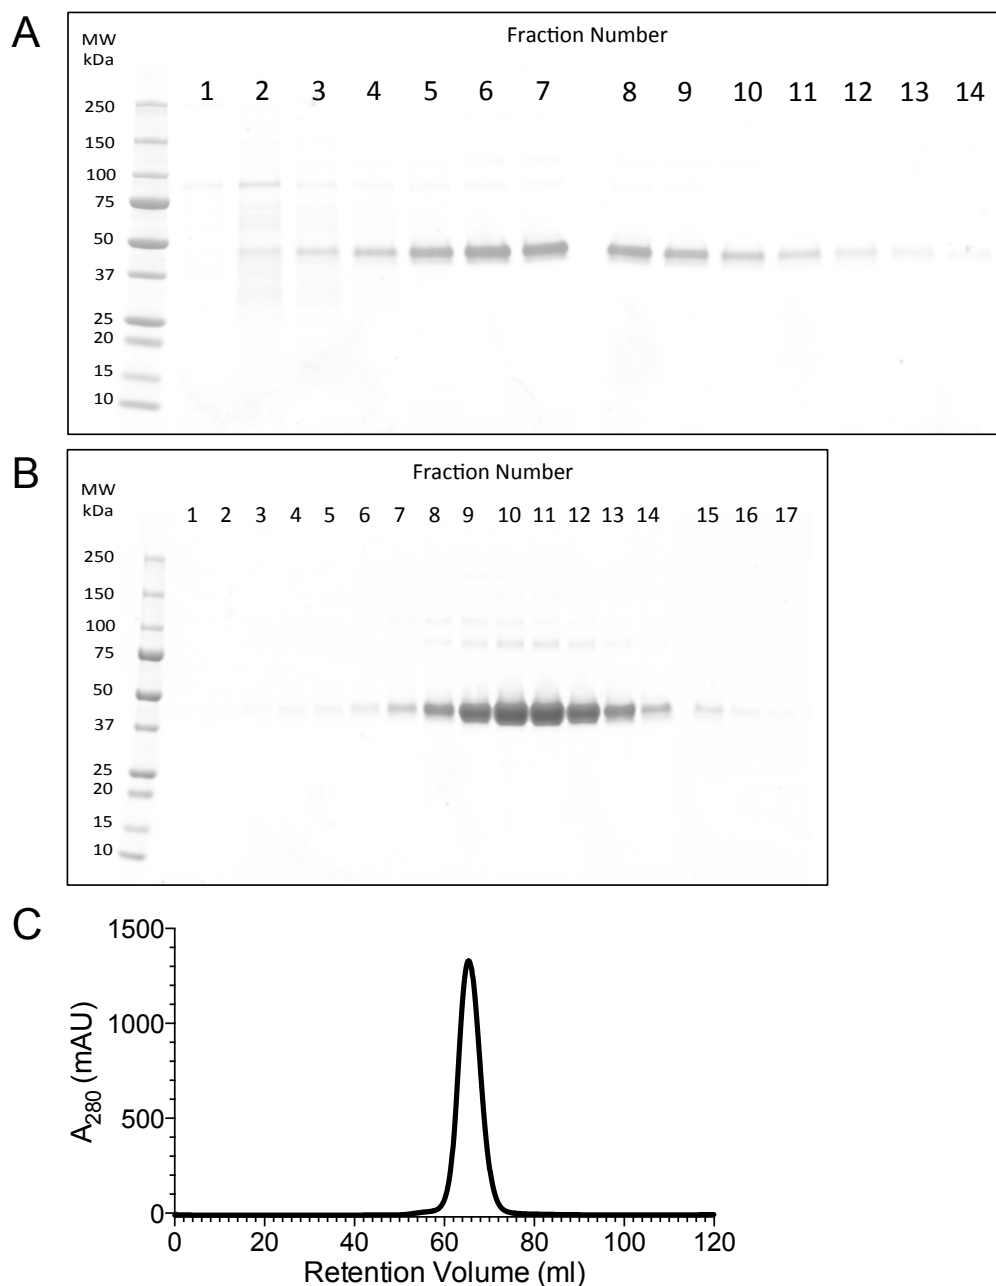 A
MW
kDa
Fraction Number
1 2 3 4 5 6 7 8 9 10 11 12 13 14
250
150
100
75
50
37
25
20
15
10
B
MW
kDa
Fraction Number
1 2 3 4 5 6 7 8 9 10 11 12 13 14 15 16 17
250
150
100
75
50
37
25
20
15
10
C
1500
1000
500
0
A280 (mAU)
0 20 40 60 80 100 120
Retention Volume (ml)